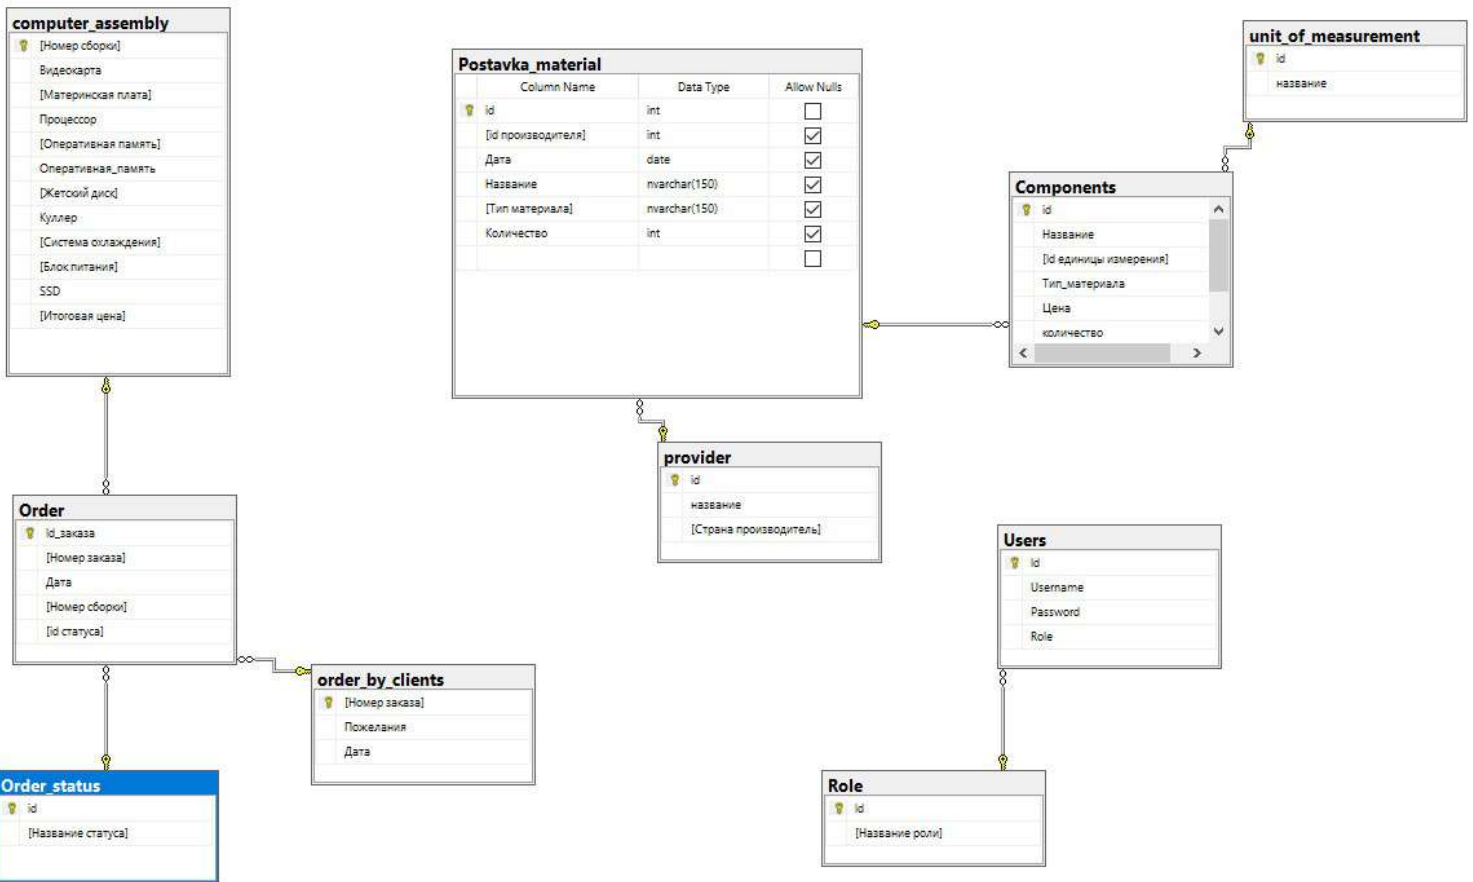 computer_assembly
[Номер сборки]
Видеокарта
[Материнская плата]
Процессор
[Оперативная память]
Оперативная_память
[Жетский диск]
Куллер
[Система охлаждения]
[Блок питания]
SSD
[Итоговая цена]
Postavka_material
Column Name Data Type Allow Nulls
id int
[id производителя] int
Дата date
Название nvarchar(150)
[Тип материала] nvarchar(150)
Количество int
unit_of_measurement
id
название
Components
id
Название
[id единицы измерения]
Тип_материала
Цена
количество
provider
id
название
[Страна производитель]
Order
id_заказа
[Номер заказа]
Дата
[Номер сборки]
[id статуса]
Users
Id
Username
Password
Role
order_by_clients
[Номер заказа]
Пожелания
Дата
Order_status
id
[Название статуса]
Role
Id
[Название роли]